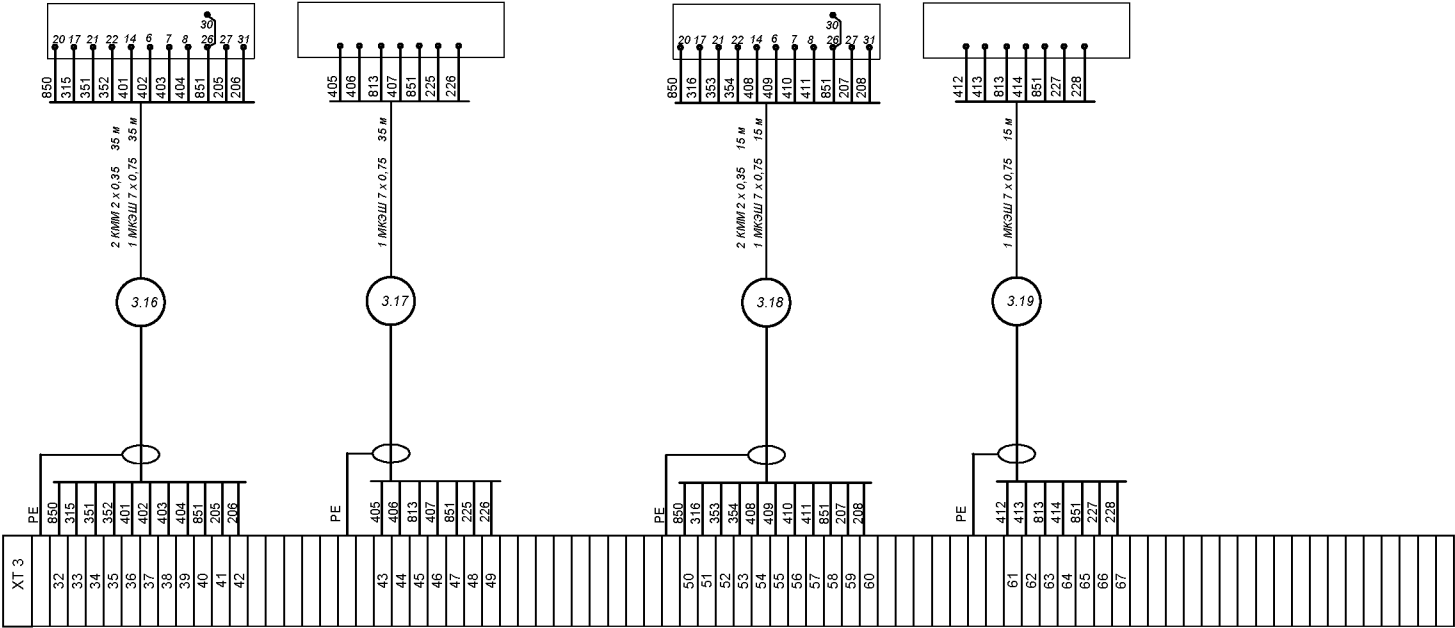 30
20 17 21 22 14 6 7 8 26 27 31
850 315 351 352 401 402 403 404 851 205 206
2 КММ 2 x 0,35 35 м
1 МКЭШ 7 x 0,75 35 м
3.16
PE 850 315 351 352 401 402 403 404 851 205 206
405 406 813 407 851 225 226
1 МКЭШ 7 x 0,75 35 м
3.17
PE 405 406 813 407 851 225 226
30
20 17 21 22 14 6 7 8 26 27 31
850 316 353 354 408 409 410 411 851 207 208
2 КММ 2 x 0,35 15 м
1 МКЭШ 7 x 0,75 15 м
3.18
PE 850 316 353 354 408 409 410 411 851 207 208
412 413 813 414 851 227 228
1 МКЭШ 7 x 0,75 15 м
3.19
PE 412 413 813 414 851 227 228
XT 3 32 33 34 35 36 37 38 39 40 41 42 43 44 45 46 47 48 49 50 51 52 53 54 55 56 57 58 59 60 61 62 63 64 65 66 67